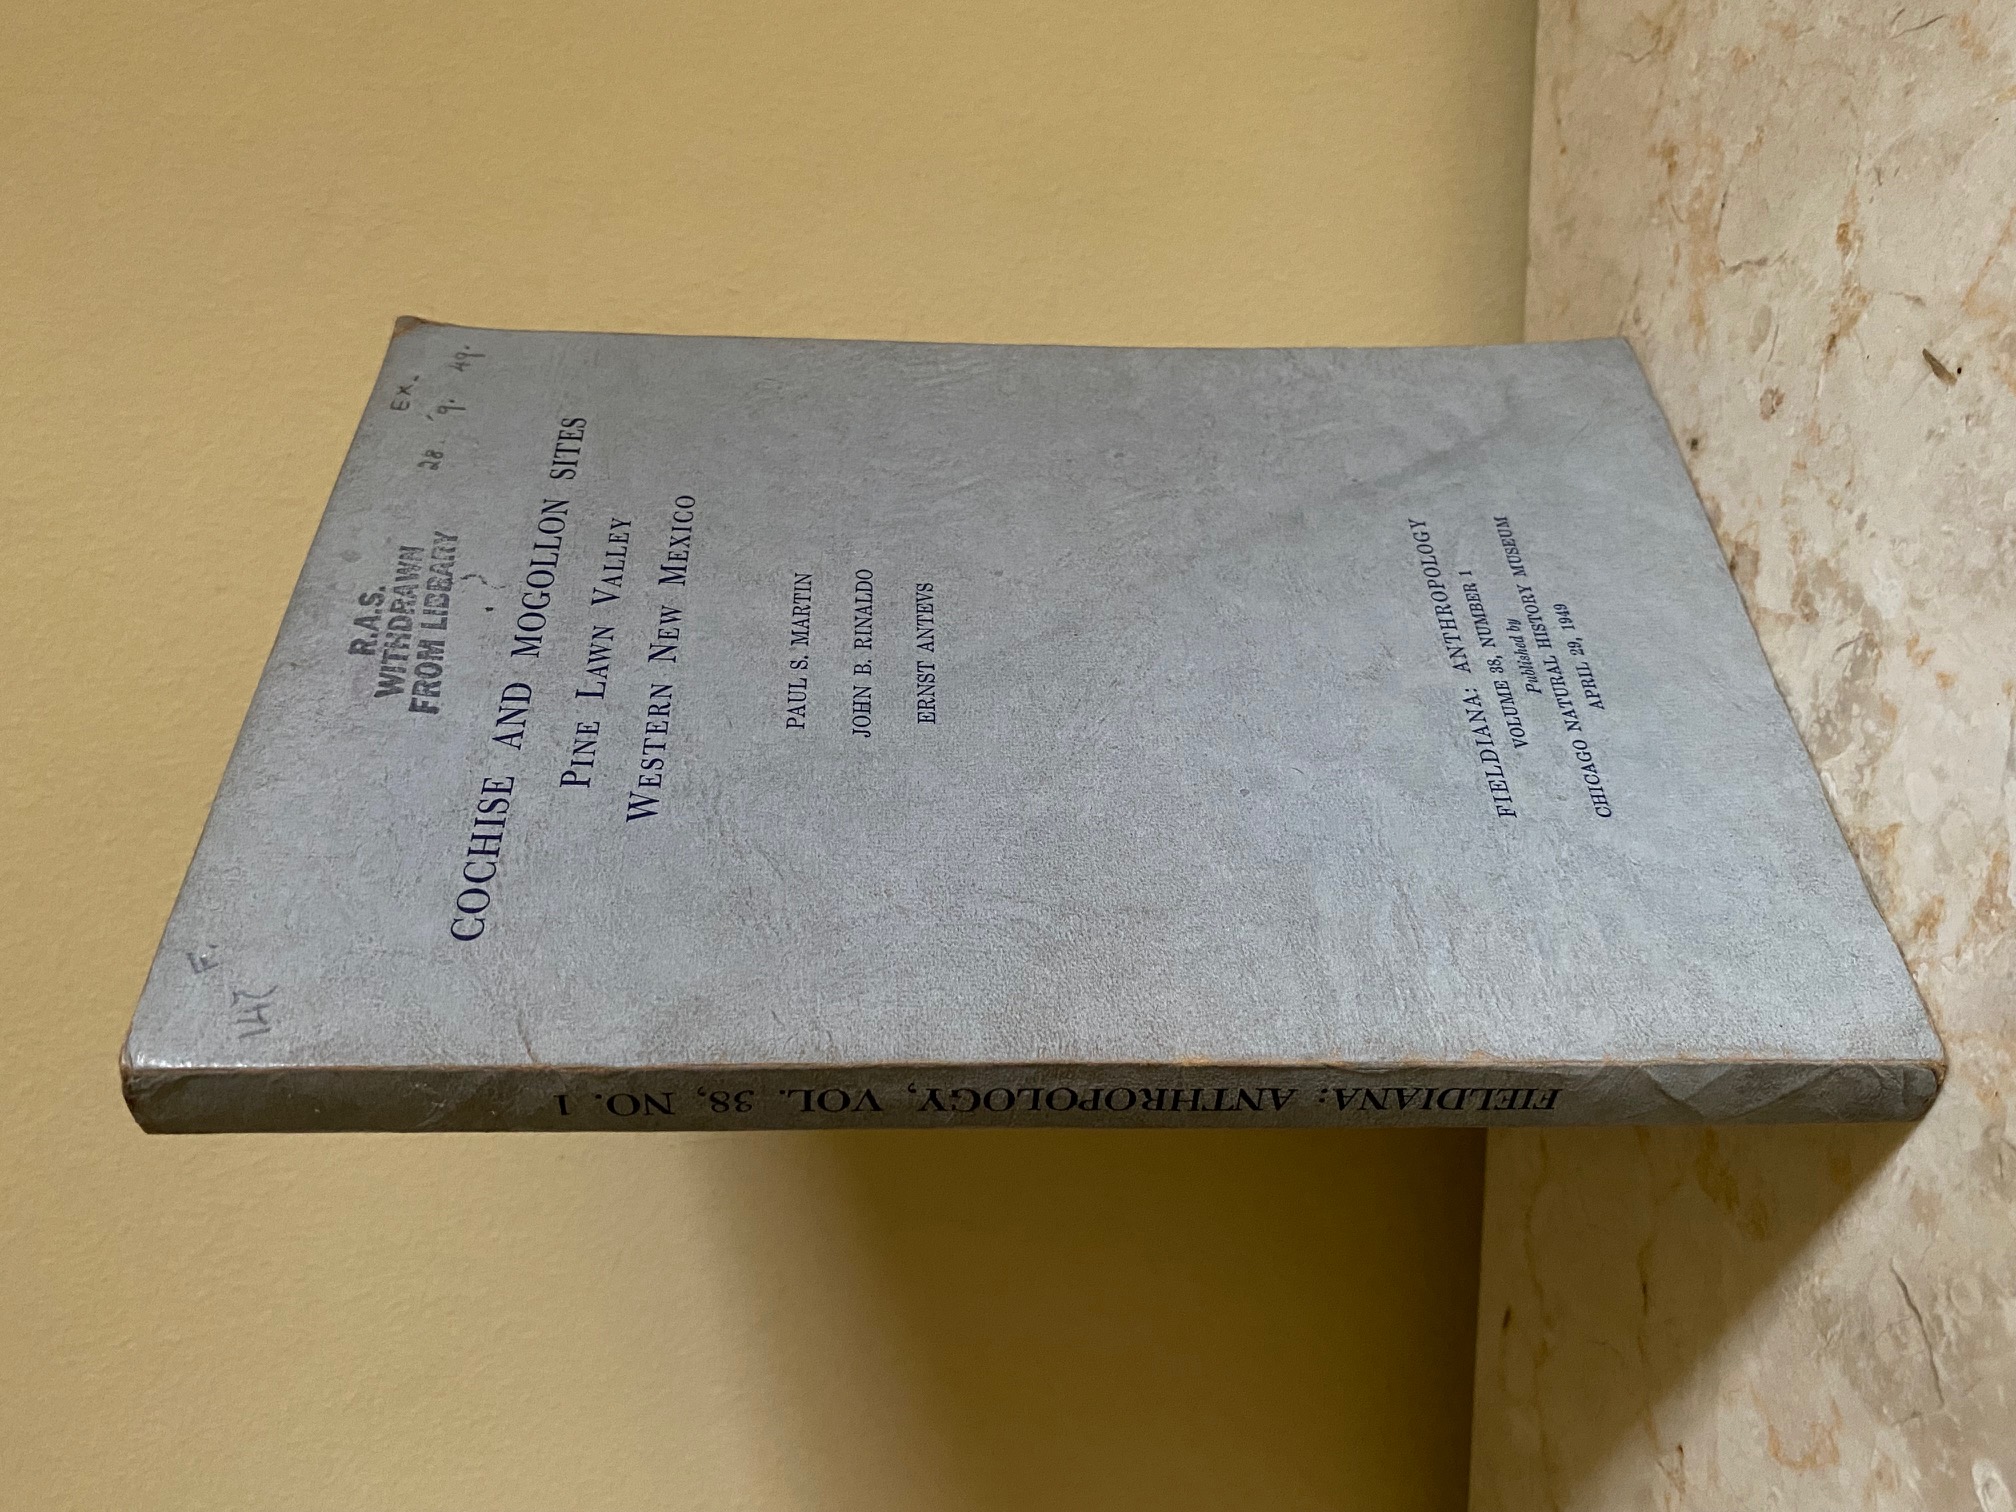 147 F.
Ex.
28. 9. 49.
R.A.S.
WITHDRAWN
FROM LIBRARY
COCHISE AND MOGOLLON SITES
PINE LAWN VALLEY
WESTERN NEW MEXICO
PAUL S. MARTIN
JOHN B. RINALDO
ERNST ANTEVS
FIELDIANA: ANTHROPOLOGY
VOLUME 38, NUMBER 1
Published by
CHICAGO NATURAL HISTORY MUSEUM
APRIL 29, 1949
FIELDIANA: ANTHROPOLOGY, VOL. 38, NO. 1